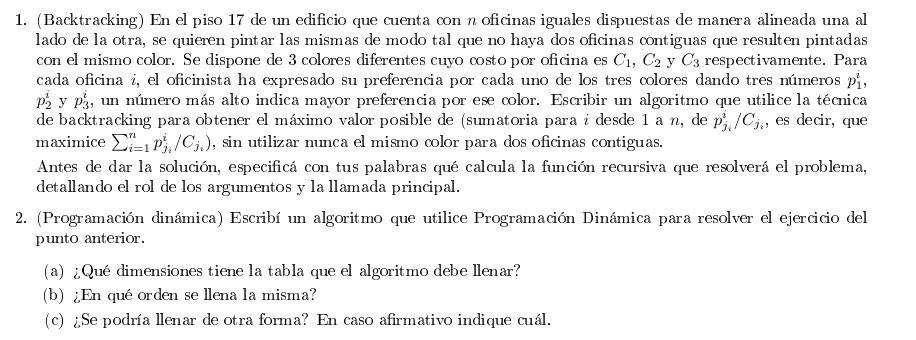 1. (Backtracking) En el piso 17 de un edificio que cuenta con n oficinas iguales dispuestas de manera alineada una al
lado de la otra, se quieren pintar las mismas de modo tal que no haya dos oficinas contiguas que resulten pintadas
con el mismo color. Se dispone de 3 colores diferentes cuyo costo por oficina es C₁, C₂ y C₃ respectivamente. Para
cada oficina i, el oficinista ha expresado su preferencia por cada uno de los tres colores dando tres números p₁ⁱ,
p₂ⁱ y p₃ⁱ, un número más alto indica mayor preferencia por ese color. Escribir un algoritmo que utilice la técnica
de backtracking para obtener el máximo valor posible de (sumatoria para i desde 1 a n, de $p^i_{j_i}/C_{j_i}$, es decir, que
maximice $\sum_{i=1}^{n} p^i_{j_i}/C_{j_i}$), sin utilizar nunca el mismo color para dos oficinas contiguas.
Antes de dar la solución, especificá con tus palabras qué calcula la función recursiva que resolverá el problema,
detallando el rol de los argumentos y la llamada principal.
2. (Programación dinámica) Escribí un algoritmo que utilice Programación Dinámica para resolver el ejercicio del
punto anterior.
(a) ¿Qué dimensiones tiene la tabla que el algoritmo debe llenar?
(b) ¿En qué orden se llena la misma?
(c) ¿Se podría llenar de otra forma? En caso afirmativo indique cuál.